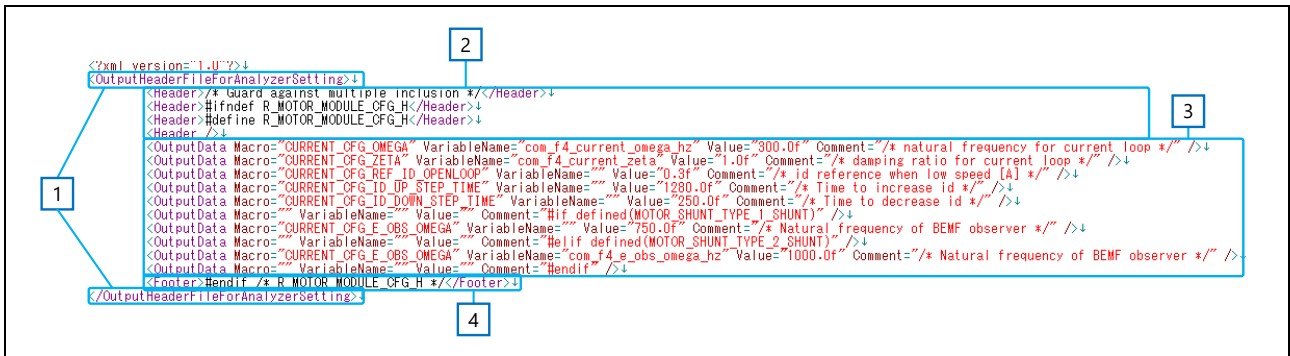 2
<?xml version="1.0"?>↓
<OutputHeaderFileForAnalyzerSetting>↓
<Header>/* Guard against multiple inclusion */</Header>↓
<Header>#ifndef R_MOTOR_MODULE_CFG_H</Header>↓
<Header>#define R_MOTOR_MODULE_CFG_H</Header>↓
<Header />↓
3
<OutputData Macro="CURRENT_CFG_OMEGA" VariableName="com_f4_current_omega_hz" Value="300.0f" Comment="/* natural frequency for current loop */" />↓
<OutputData Macro="CURRENT_CFG_ZETA" VariableName="com_f4_current_zeta" Value="1.0f" Comment="/* damping ratio for current loop */" />↓
<OutputData Macro="CURRENT_CFG_REF_ID_OPENLOOP" VariableName="" Value="0.3f" Comment="/* id reference when low speed [A] */" />↓
<OutputData Macro="CURRENT_CFG_ID_UP_STEP_TIME" VariableName="" Value="1280.0f" Comment="/* Time to increase id */" />↓
1
<OutputData Macro="CURRENT_CFG_ID_DOWN_STEP_TIME" VariableName="" Value="250.0f" Comment="/* Time to decrease id */" />↓
<OutputData Macro="" VariableName="" Value="" Comment="#if defined(MOTOR_SHUNT_TYPE_1_SHUNT)" />↓
<OutputData Macro="CURRENT_CFG_E_OBS_OMEGA" VariableName="" Value="750.0f" Comment="/* Natural frequency of BEMF observer */" />↓
<OutputData Macro="" VariableName="" Value="" Comment="#elif defined(MOTOR_SHUNT_TYPE_2_SHUNT)" />↓
<OutputData Macro="CURRENT_CFG_E_OBS_OMEGA" VariableName="com_f4_e_obs_omega_hz" Value="1000.0f" Comment="/* Natural frequency of BEMF observer */" />↓
<OutputData Macro="" VariableName="" Value="" Comment="#endif" />↓
<Footer>#endif /* R_MOTOR_MODULE_CFG_H */</Footer>↓
</OutputHeaderFileForAnalyzerSetting>↓
4